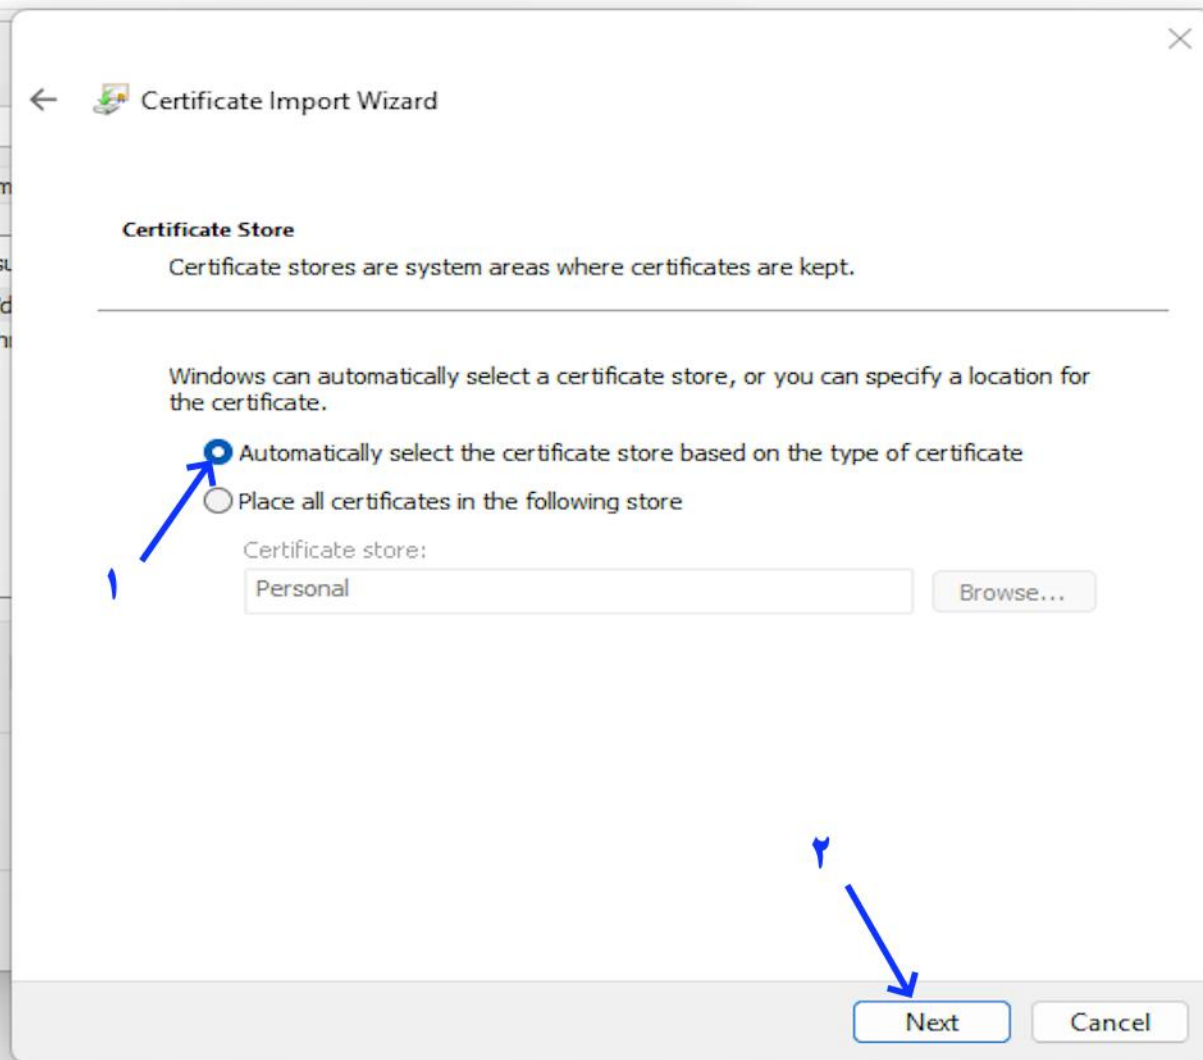 Certificate Import Wizard
Certificate Store
Certificate stores are system areas where certificates are kept.
Windows can automatically select a certificate store, or you can specify a location for
the certificate.
Automatically select the certificate store based on the type of certificate
Place all certificates in the following store
Certificate store:
۱
Personal
Browse...
۲
Next
Cancel